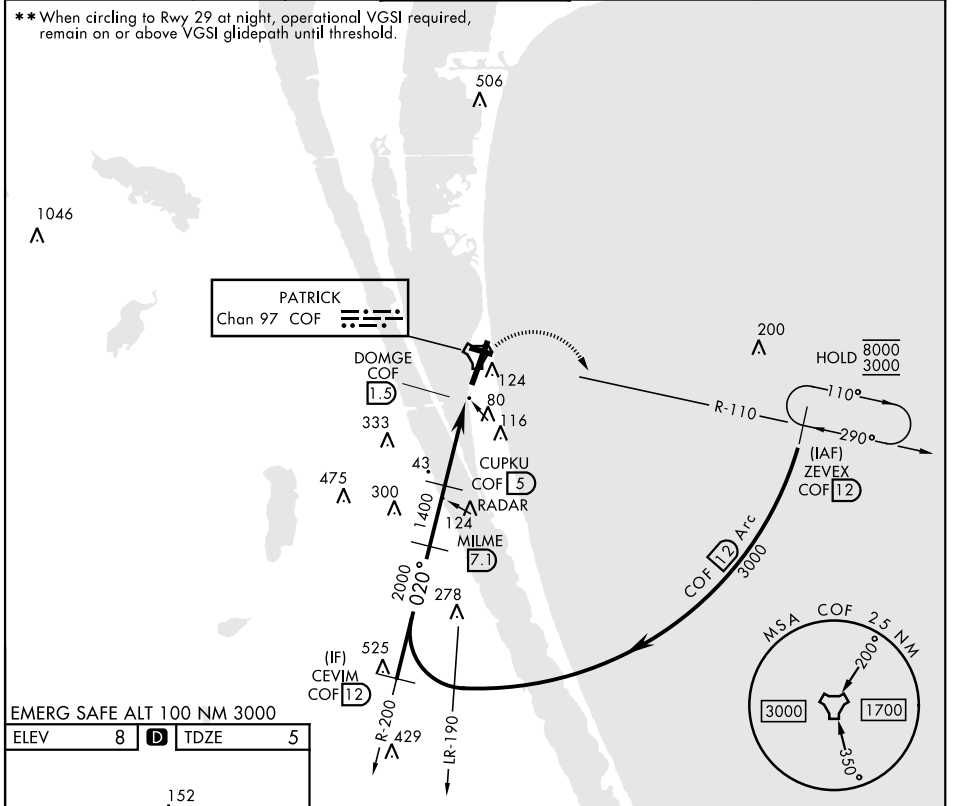 ** When circling to Rwy 29 at night, operational VGSI required,
remain on or above VGSI glidepath until threshold.
506
1046
PATRICK
Chan 97 COF
200
HOLD 8000
3000
DOMGE
COF
1.5
124
80
116
R-110
110°
290°
333
(IAF)
ZEVEX
COF 12
43
CUPKU
COF 5
475
300
RADAR
1400
124
MILME
7.1
COF 12 Arc
3000
2000
020°
278
MSA COF 25 NM
200°
525
(IF)
CEVIM
COF 12
3000
1700
350°
EMERG SAFE ALT 100 NM 3000
R-200
429
LR-190
ELEV 8 D TDZE 5
152